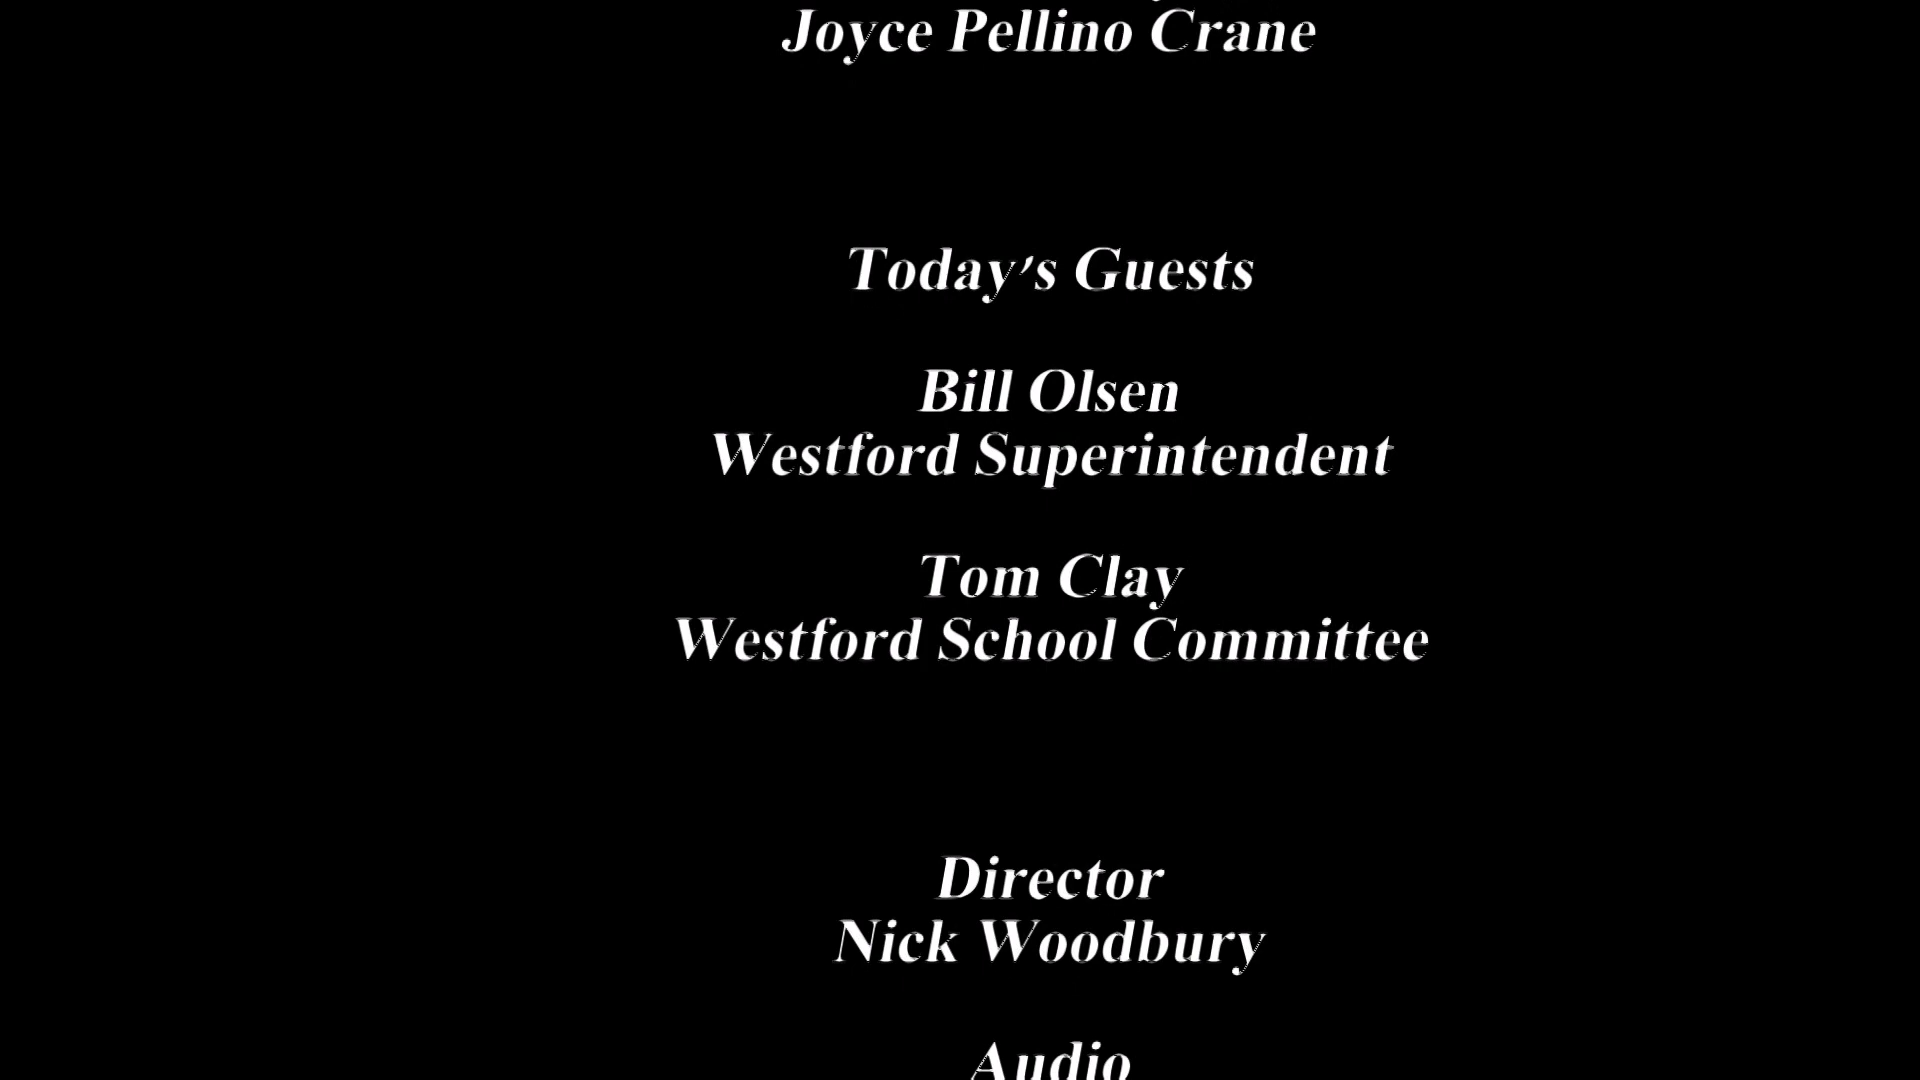 Joyce Pellino Crane
Today's Guests
Bill Olsen
Westford Superintendent
Tom Clay
Westford School Committee
Director
Nick Woodbury
Audio